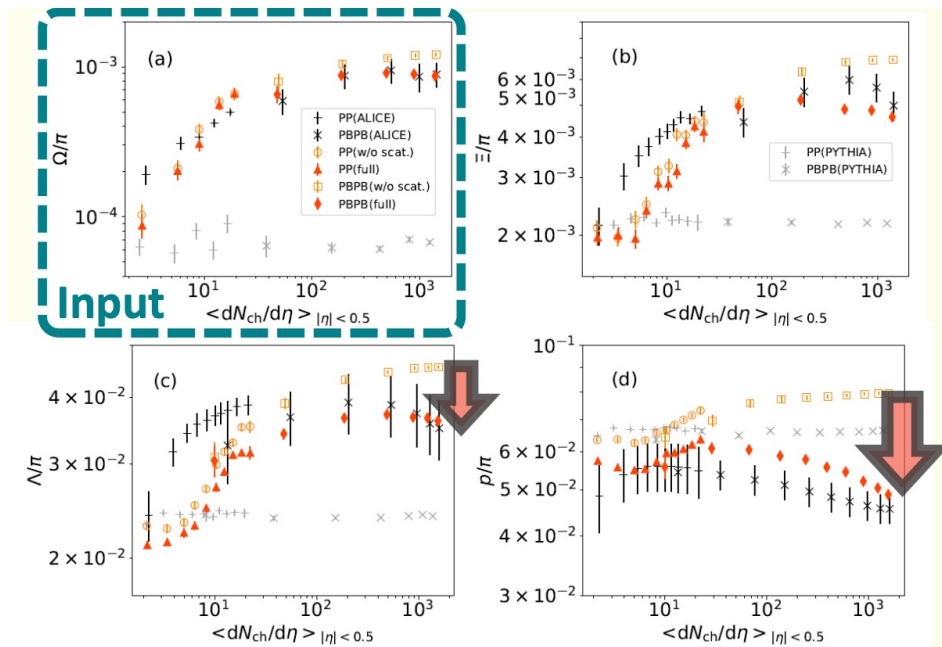 (a)
10⁻³
10⁻⁴
Ω/π
PP(ALICE)
PBPB(ALICE)
PP(w/o scat.)
PP(full)
PBPB(w/o scat.)
PBPB(full)
10¹ 10² 10³
<dN_ch/dη>_|η|<0.5
Input
(b)
6 × 10⁻³
5 × 10⁻³
4 × 10⁻³
3 × 10⁻³
2 × 10⁻³
Ξ/π
PP(PYTHIA)
PBPB(PYTHIA)
10¹ 10² 10³
<dN_ch/dη>_|η|<0.5
(c)
4 × 10⁻²
3 × 10⁻²
2 × 10⁻²
Λ/π
10¹ 10² 10³
<dN_ch/dη>_|η|<0.5
(d)
10⁻¹
6 × 10⁻²
5 × 10⁻²
4 × 10⁻²
3 × 10⁻²
p/π
10¹ 10² 10³
<dN_ch/dη>_|η|<0.5